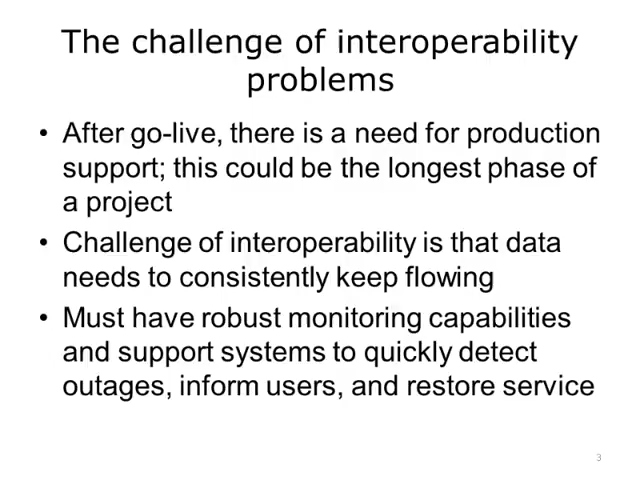 The challenge of interoperability
problems
• After go-live, there is a need for production
support; this could be the longest phase of
a project
• Challenge of interoperability is that data
needs to consistently keep flowing
• Must have robust monitoring capabilities
and support systems to quickly detect
outages, inform users, and restore service
3